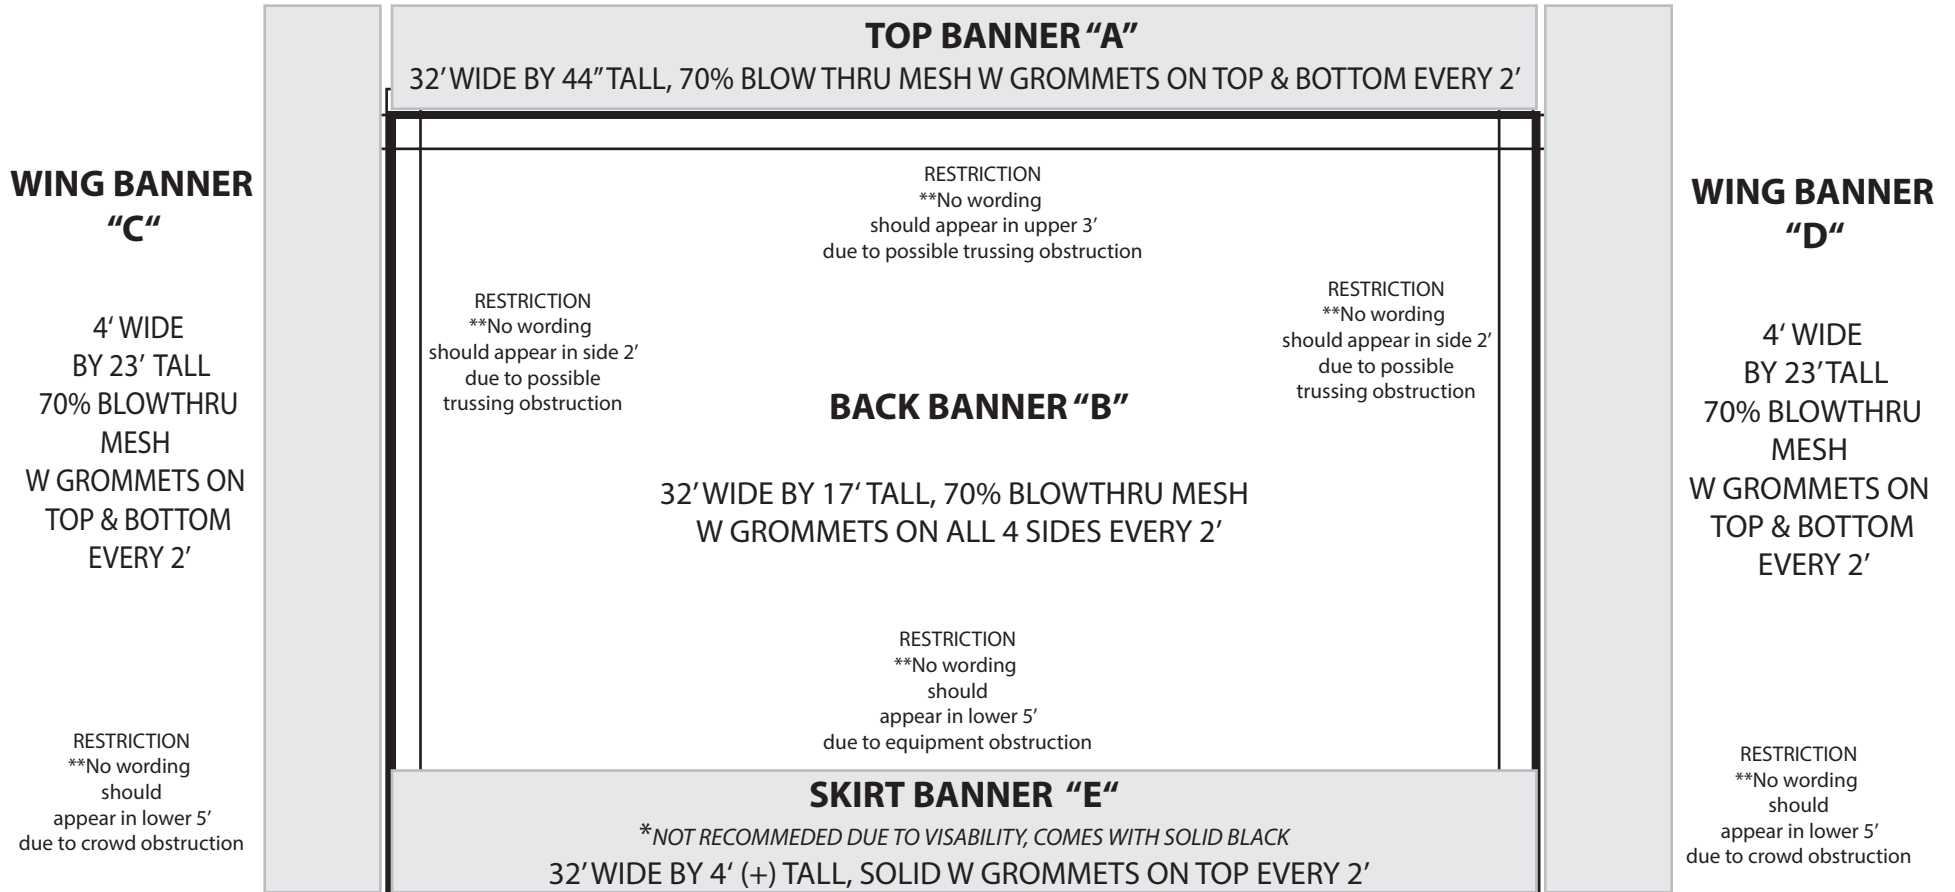 TOP BANNER “A”
32’ WIDE BY 44” TALL, 70% BLOW THRU MESH W GROMMETS ON TOP & BOTTOM EVERY 2’
WING BANNER
“C“
4‘ WIDE
BY 23’ TALL
70% BLOWTHRU
MESH
W GROMMETS ON
TOP & BOTTOM
EVERY 2’
RESTRICTION
**No wording
should
appear in lower 5’
due to crowd obstruction
RESTRICTION
**No wording
should appear in upper 3’
due to possible trussing obstruction
RESTRICTION
**No wording
should appear in side 2’
due to possible
trussing obstruction
RESTRICTION
**No wording
should appear in side 2’
due to possible
trussing obstruction
BACK BANNER “B”
32’ WIDE BY 17‘ TALL, 70% BLOWTHRU MESH
W GROMMETS ON ALL 4 SIDES EVERY 2’
RESTRICTION
**No wording
should
appear in lower 5’
due to equipment obstruction
SKIRT BANNER “E“
*NOT RECOMMEDED DUE TO VISABILITY, COMES WITH SOLID BLACK
32’ WIDE BY 4‘ (+) TALL, SOLID W GROMMETS ON TOP EVERY 2’
WING BANNER
“D“
4‘ WIDE
BY 23’ TALL
70% BLOWTHRU
MESH
W GROMMETS ON
TOP & BOTTOM
EVERY 2’
RESTRICTION
**No wording
should
appear in lower 5’
due to crowd obstruction